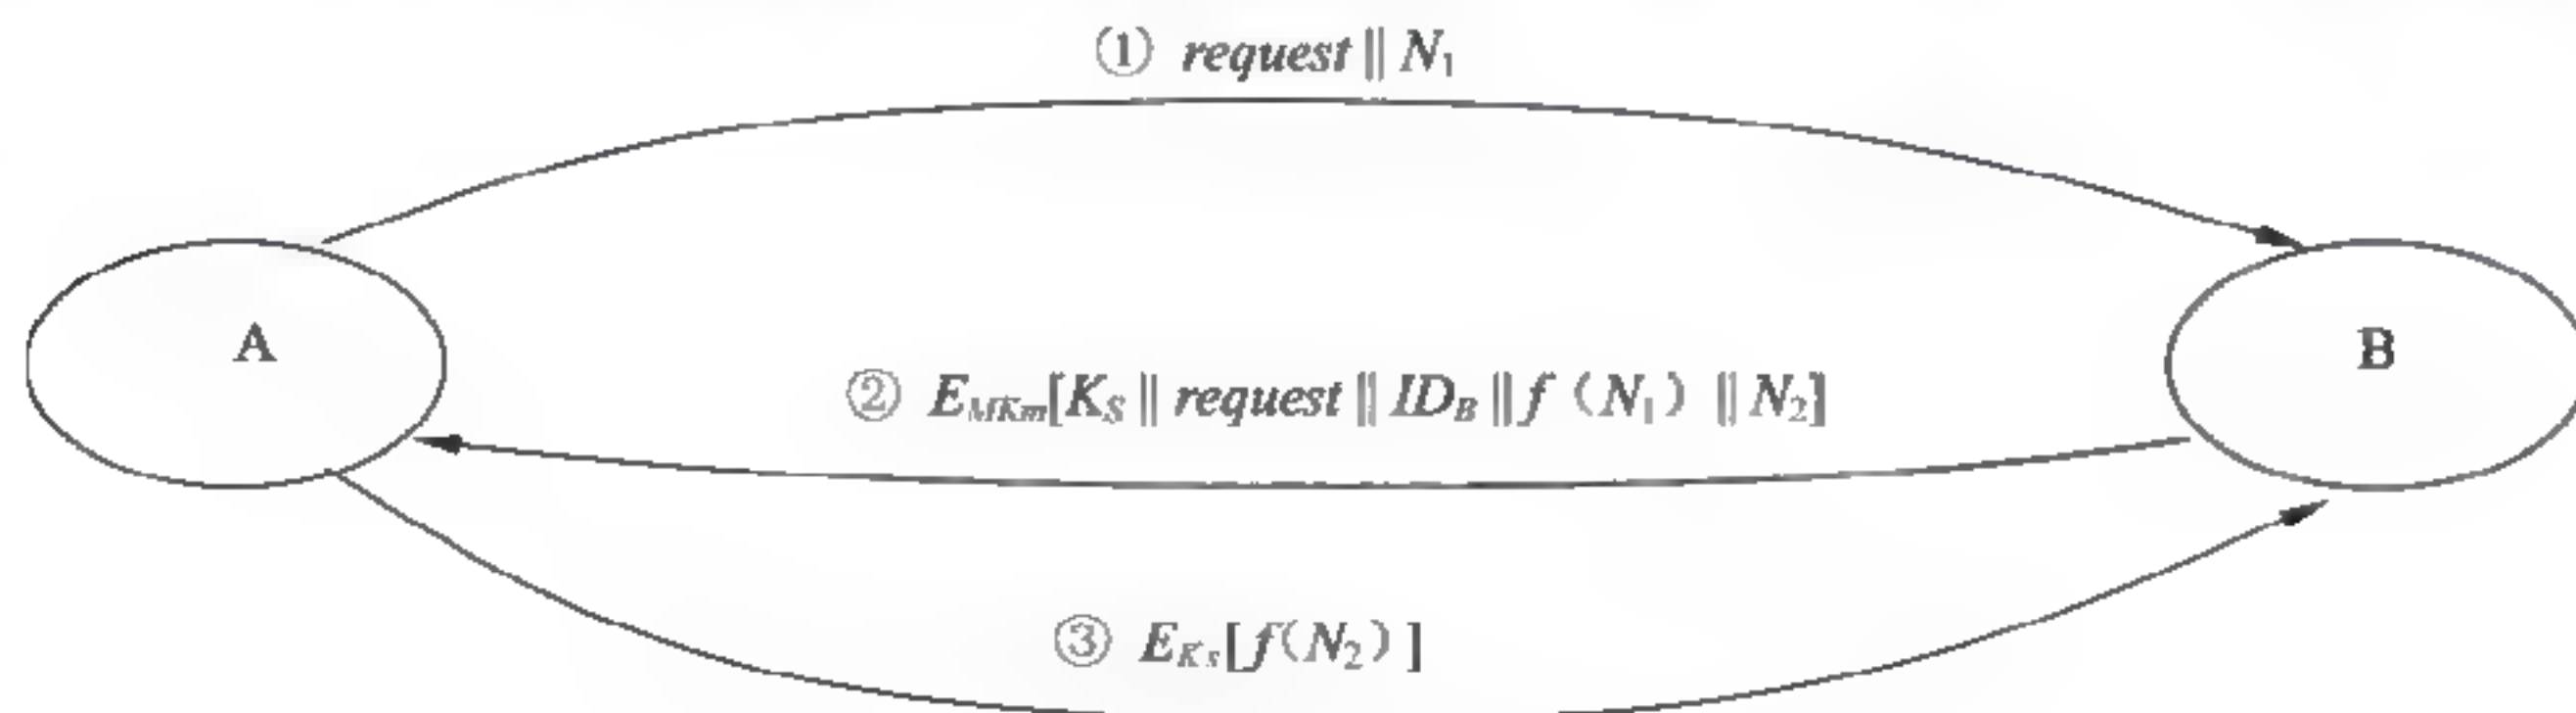 ① request || N₁
A
B
② E_MKm[K_S || request || ID_B || f（N₁）|| N₂]
③ E_Ks[f(N₂)]